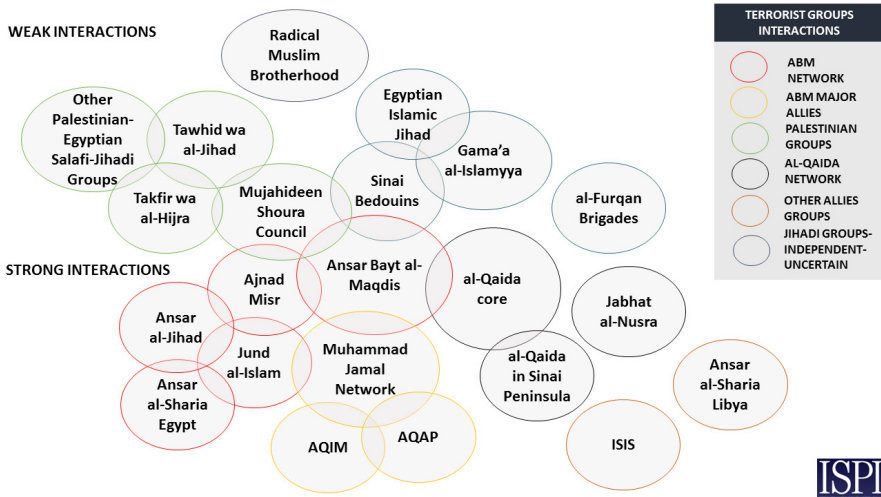 WEAK INTERACTIONS
Radical
Muslim
Brotherhood
Other
Palestinian-
Egyptian
Salafi-Jihadi
Groups
Tawhid wa
al-Jihad
Egyptian
Islamic
Jihad
Gama’a
al-Islamyya
Takfir wa
al-Hijra
Mujahideen
Shoura
Council
Sinai
Bedouins
al-Furqan
Brigades
STRONG INTERACTIONS
Ajnad
Misr
Ansar Bayt al-
Maqdis
al-Qaida
core
Jabhat
al-Nusra
Ansar
al-Jihad
Jund
al-Islam
Muhammad
Jamal
Network
al-Qaida
in Sinai
Peninsula
Ansar
al-Sharia
Libya
Ansar
al-Sharia
Egypt
AQIM
AQAP
ISIS
TERRORIST GROUPS
INTERACTIONS
ABM
NETWORK
ABM MAJOR
ALLIES
PALESTINIAN
GROUPS
AL-QAIDA
NETWORK
OTHER ALLIES
GROUPS
JIHADI GROUPS-
INDEPENDENT-
UNCERTAIN
ISPI